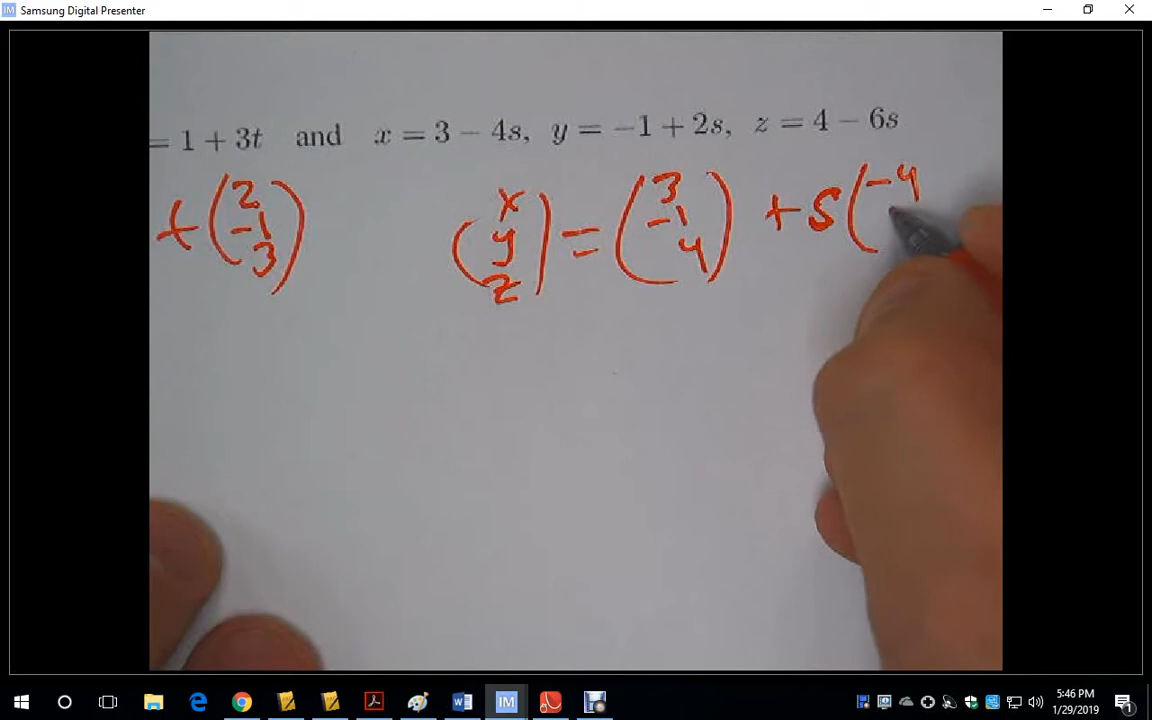 Samsung Digital Presenter
= 1 + 3t and x = 3 − 4s, y = −1 + 2s, z = 4 − 6s
t(2 -1 3) (x y z) = (3 -1 4) + s(-4
5:46 PM
1/29/2019